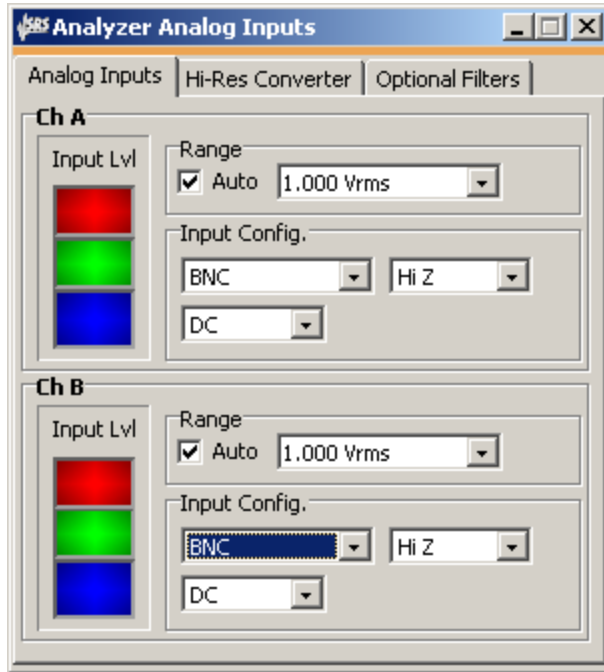 SRS Analyzer Analog Inputs
Analog Inputs Hi-Res Converter Optional Filters
Ch A
Input Lvl
Range
Auto 1.000 Vrms
Input Config.
BNC Hi Z
DC
Ch B
Input Lvl
Range
Auto 1.000 Vrms
Input Config.
BNC Hi Z
DC